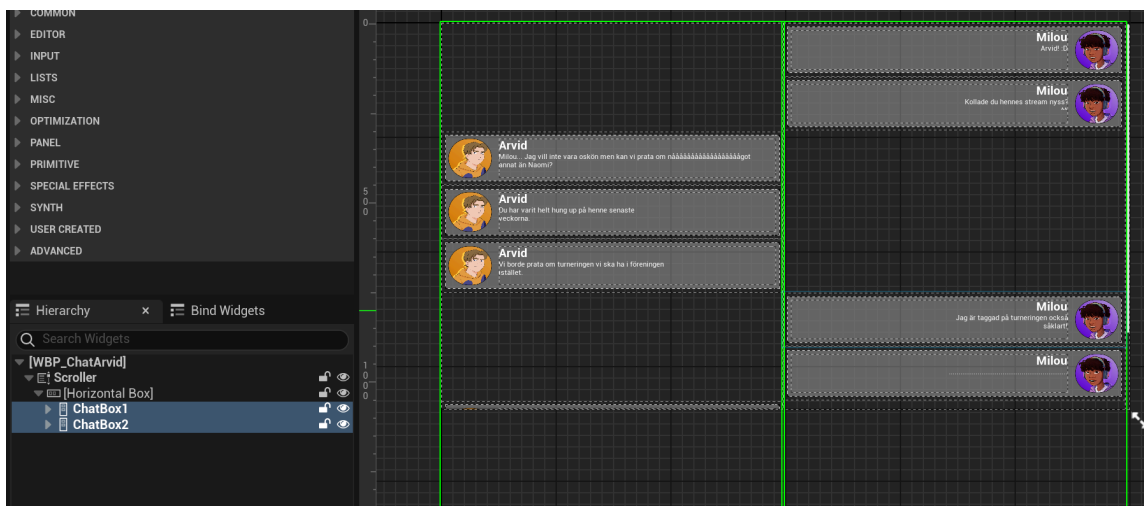 COMMON
EDITOR
INPUT
LISTS
MISC
OPTIMIZATION
PANEL
PRIMITIVE
SPECIAL EFFECTS
SYNTH
USER CREATED
ADVANCED
Hierarchy
×
Bind Widgets
Search Widgets
[WBP_ChatArvid]
Scroller
[Horizontal Box]
ChatBox1
ChatBox2
0
500
1000
Milou
Arvid! :D
Milou
Kollade du hennes stream nyss?
^^
Arvid
Milou... Jag vill inte vara oskön men kan vi prata om
annat än Naomi?
Arvid
Du har varit helt hung up på henne senaste
veckorna.
Arvid
Vi borde prata om turneringen vi ska ha i föreningen
istället.
Milou
Jag är taggad på turneringen också
såklart!
Milou